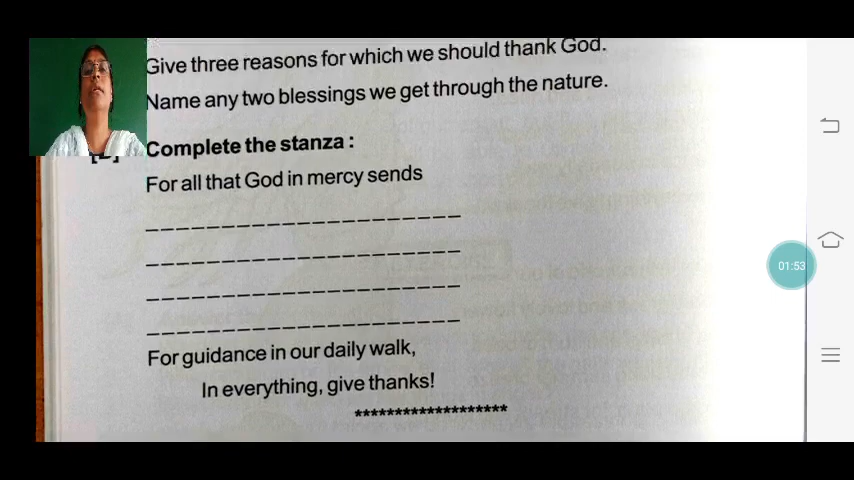 Give three reasons for which we should thank God.
Name any two blessings we get through the nature.
Complete the stanza :
For all that God in mercy sends
For guidance in our daily walk,
In everything, give thanks!
*******************
01:53